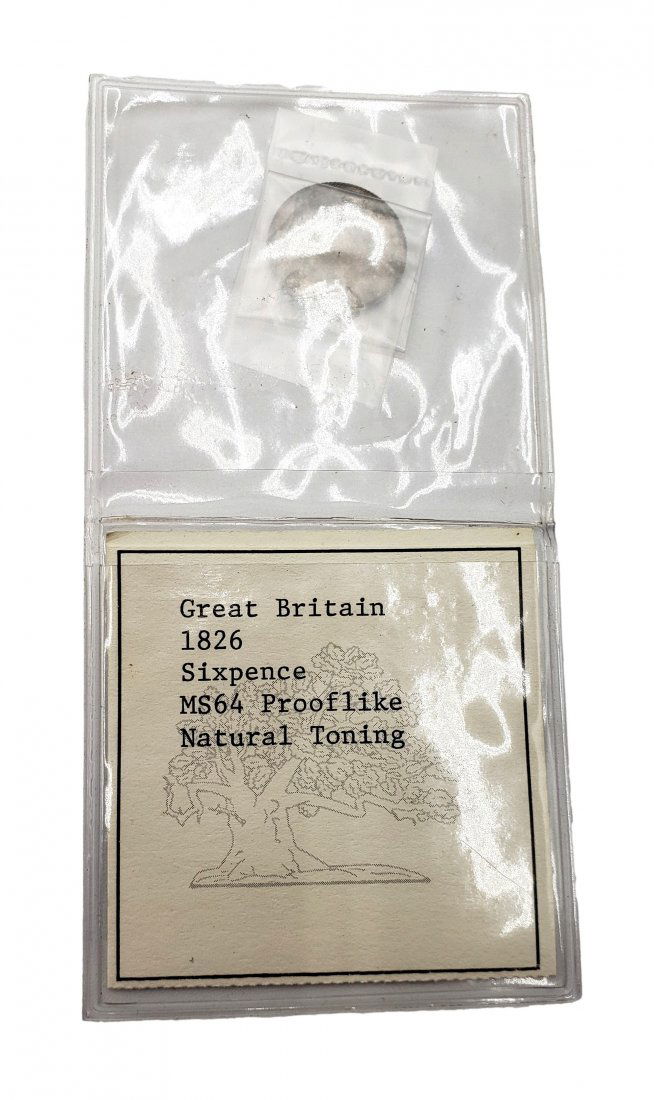 Great Britain
1826
Sixpence
MS64 Prooflike
Natural Toning